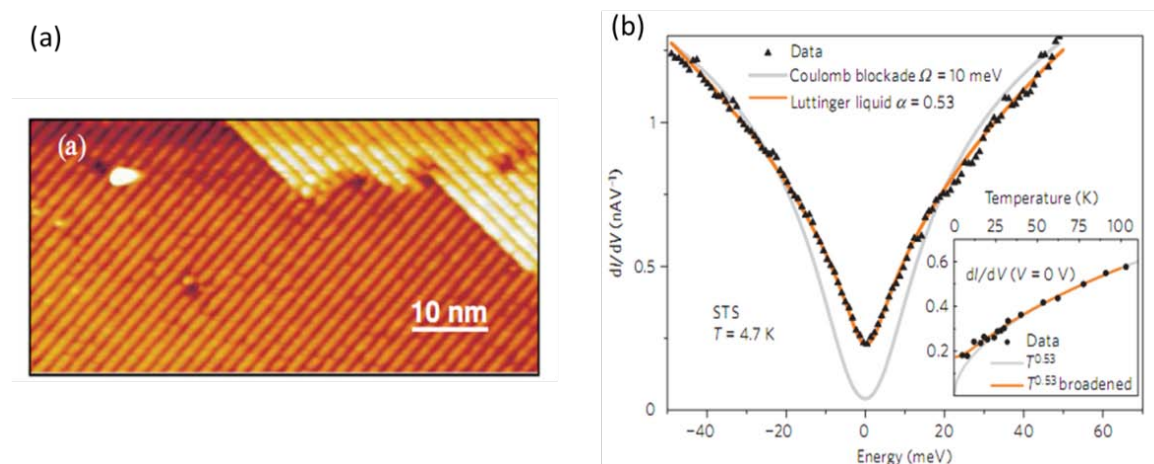 (a)
(a)
10 nm
(b)
Data
Coulomb blockade Ω = 10 meV
Luttinger liquid α = 0.53
1
0.5
0
dI/dV (nAV⁻¹)
STS
T = 4.7 K
−40 −20 0 20 40 60
Energy (meV)
Temperature (K)
0 25 50 75 100
0.6
0.4
0.2
dI/dV (V = 0 V)
Data
T⁰·⁵³
T⁰·⁵³ broadened